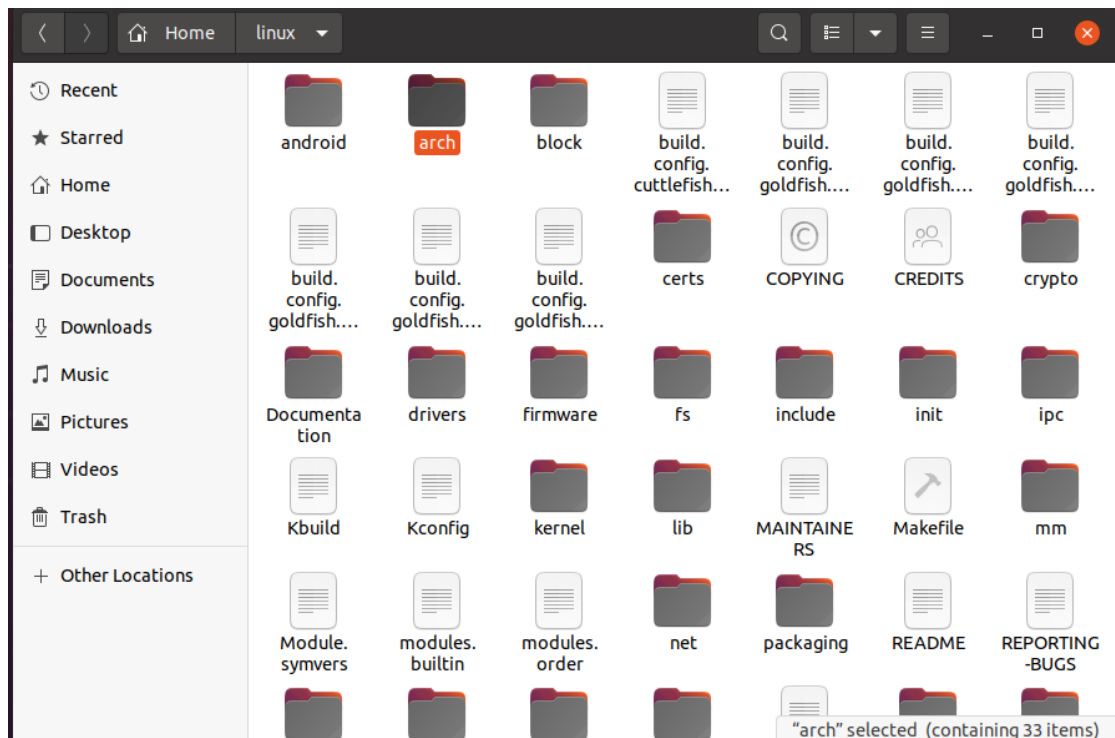 Home linux
Recent
Starred
Home
Desktop
Documents
Downloads
Music
Pictures
Videos
Trash
Other Locations
android
arch
block
build.
config.
cuttlefish...
build.
config.
goldfish....
build.
config.
goldfish....
build.
config.
goldfish....
build.
config.
goldfish....
build.
config.
goldfish....
build.
config.
goldfish....
certs
COPYING
CREDITS
crypto
Documenta
tion
drivers
firmware
fs
include
init
ipc
Kbuild
Kconfig
kernel
lib
MAINTAINE
RS
Makefile
mm
Module.
symvers
modules.
builtin
modules.
order
net
packaging
README
REPORTING
-BUGS
"arch" selected (containing 33 items)